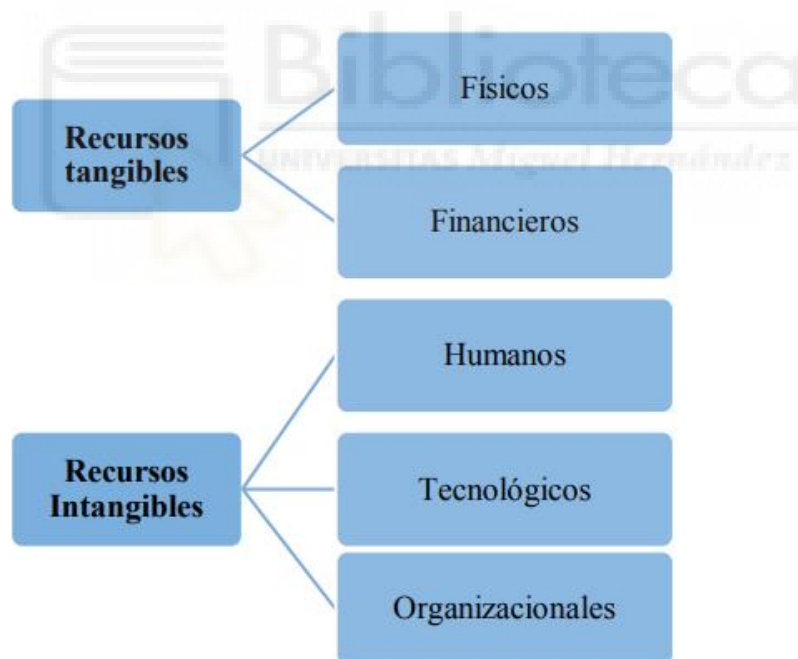 Biblioteca
UNIVERSITAS Miguel Hernández
Recursos
tangibles
Físicos
Financieros
Recursos
Intangibles
Humanos
Tecnológicos
Organizacionales